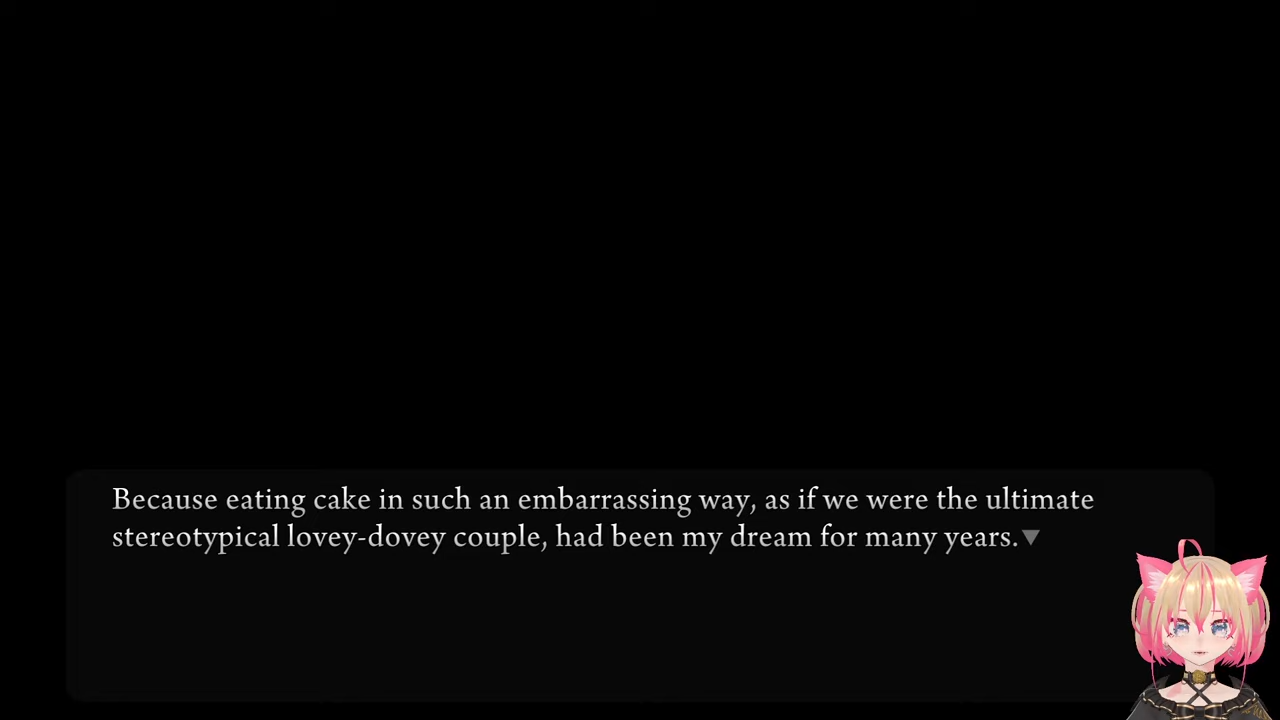 Because eating cake in such an embarrassing way, as if we were the ultimate
stereotypical lovey-dovey couple, had been my dream for many years.